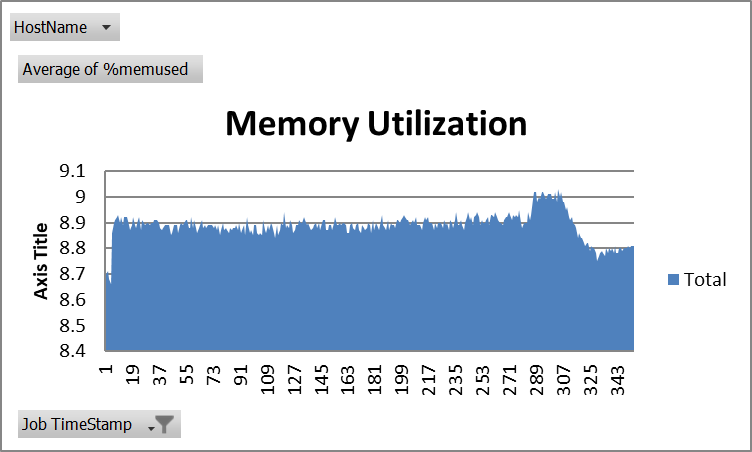 HostName
Average of %memused
Memory Utilization
9.1
9
8.9
8.8
8.7
8.6
8.5
8.4
Axis Title
Total
1 19 37 55 73 91 109 127 145 163 181 199 217 235 253 271 289 307 325 343
Job TimeStamp